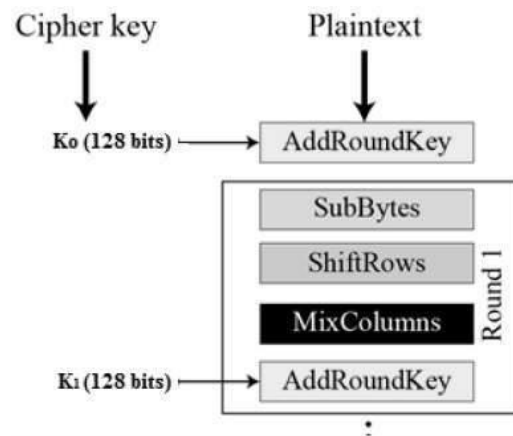 Cipher key Plaintext
K₀ (128 bits) AddRoundKey
SubBytes
ShiftRows
MixColumns
Round 1
K₁ (128 bits) AddRoundKey